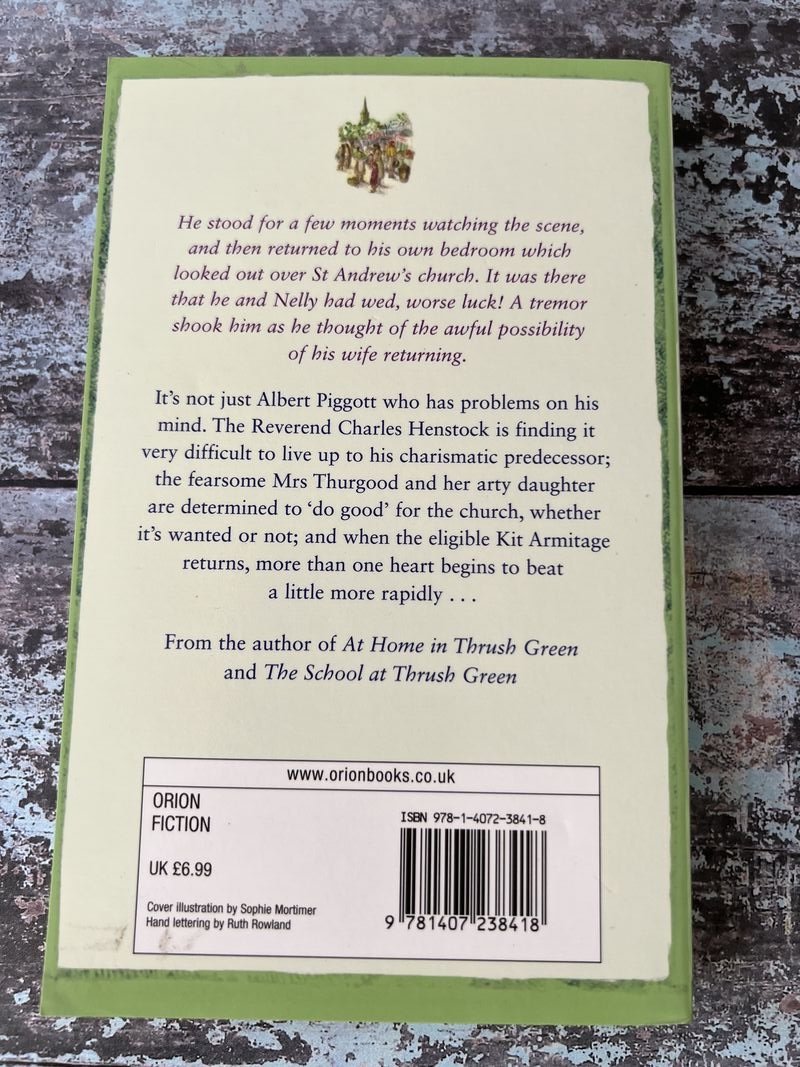 He stood for a few moments watching the scene,
and then returned to his own bedroom which
looked out over St Andrew's church. It was there
that he and Nelly had wed, worse luck! A tremor
shook him as he thought of the awful possibility
of his wife returning.
It's not just Albert Piggott who has problems on his
mind. The Reverend Charles Henstock is finding it
very difficult to live up to his charismatic predecessor;
the fearsome Mrs Thurgood and her arty daughter
are determined to 'do good' for the church, whether
it's wanted or not; and when the eligible Kit Armitage
returns, more than one heart begins to beat
a little more rapidly . . .
From the author of At Home in Thrush Green
and The School at Thrush Green
www.orionbooks.co.uk
ORION
FICTION
UK £6.99
Cover illustration by Sophie Mortimer
Hand lettering by Ruth Rowland
ISBN 978-1-4072-3841-8
9 781407 238418